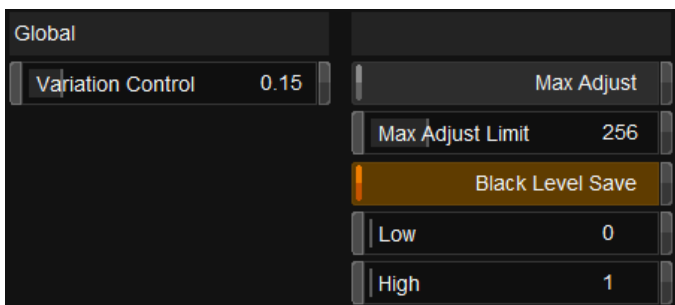 Global
Variation Control 0.15
Max Adjust
Max Adjust Limit 256
Black Level Save
Low 0
High 1